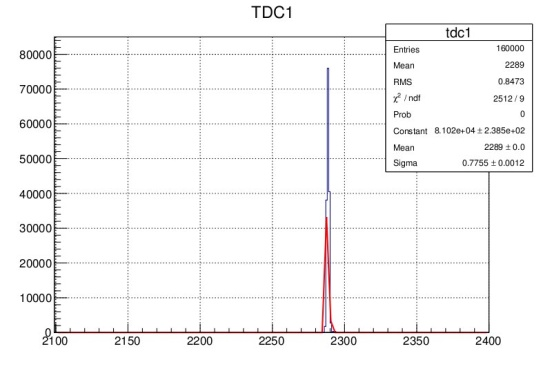 TDC1
tdc1
Entries 160000
Mean 2289
RMS 0.8473
χ² / ndf 2512 / 9
Prob 0
Constant 8.102e+04 ± 2.385e+02
Mean 2289 ± 0.0
Sigma 0.7755 ± 0.0012
80000
70000
60000
50000
40000
30000
20000
10000
0
2100 2150 2200 2250 2300 2350 2400